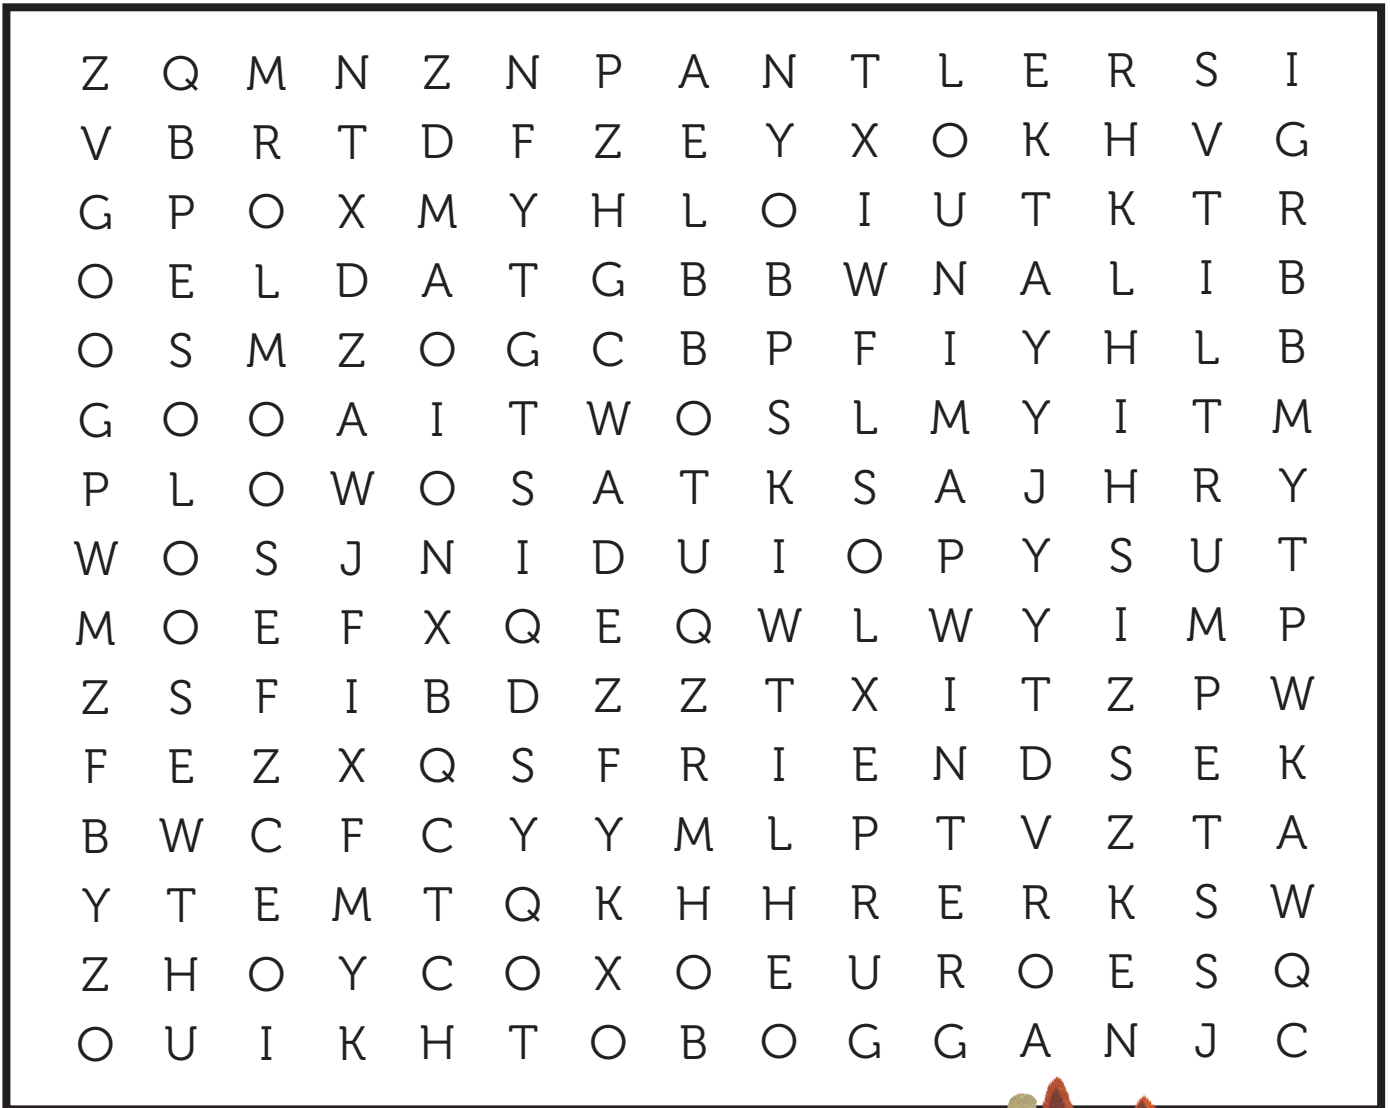 Z Q M N Z N P A N T L E R S I
V B R T D F Z E Y X O K H V G
G P O X M Y H L O I U T K T R
O E L D A T G B B W N A L I B
O S M Z O G C B P F I Y H L B
G O O A I T W O S L M Y I T M
P L O W O S A T K S A J H R Y
W O S J N I D U I O P Y S U T
M O E F X Q E Q W L W Y I M P
Z S F I B D Z Z T X I T Z P W
F E Z X Q S F R I E N D S E K
B W C F C Y Y M L P T V Z T A
Y T E M T Q K H H R E R K S W
Z H O Y C O X O E U R O E S Q
O U I K H T O B O G G A N J C